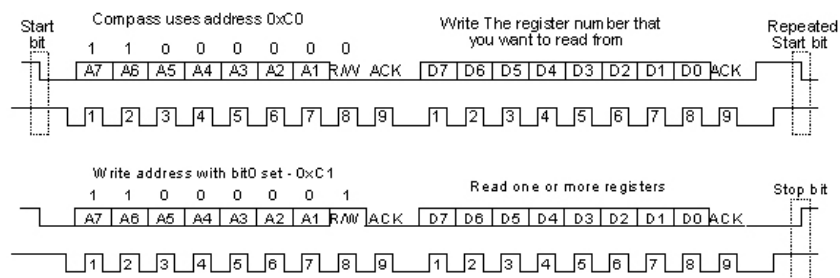 Compass uses address 0xC0
Write The register number that
you want to read from
Start
bit
Repeated
Start bit
1 1 0 0 0 0 0 0
A7 A6 A5 A4 A3 A2 A1 R/W ACK D7 D6 D5 D4 D3 D2 D1 D0 ACK
1 2 3 4 5 6 7 8 9 1 2 3 4 5 6 7 8 9
Write address with bit0 set - 0xC1
Read one or more registers
Stop bit
1 1 0 0 0 0 0 1
A7 A6 A5 A4 A3 A2 A1 R/W ACK D7 D6 D5 D4 D3 D2 D1 D0 ACK
1 2 3 4 5 6 7 8 9 1 2 3 4 5 6 7 8 9